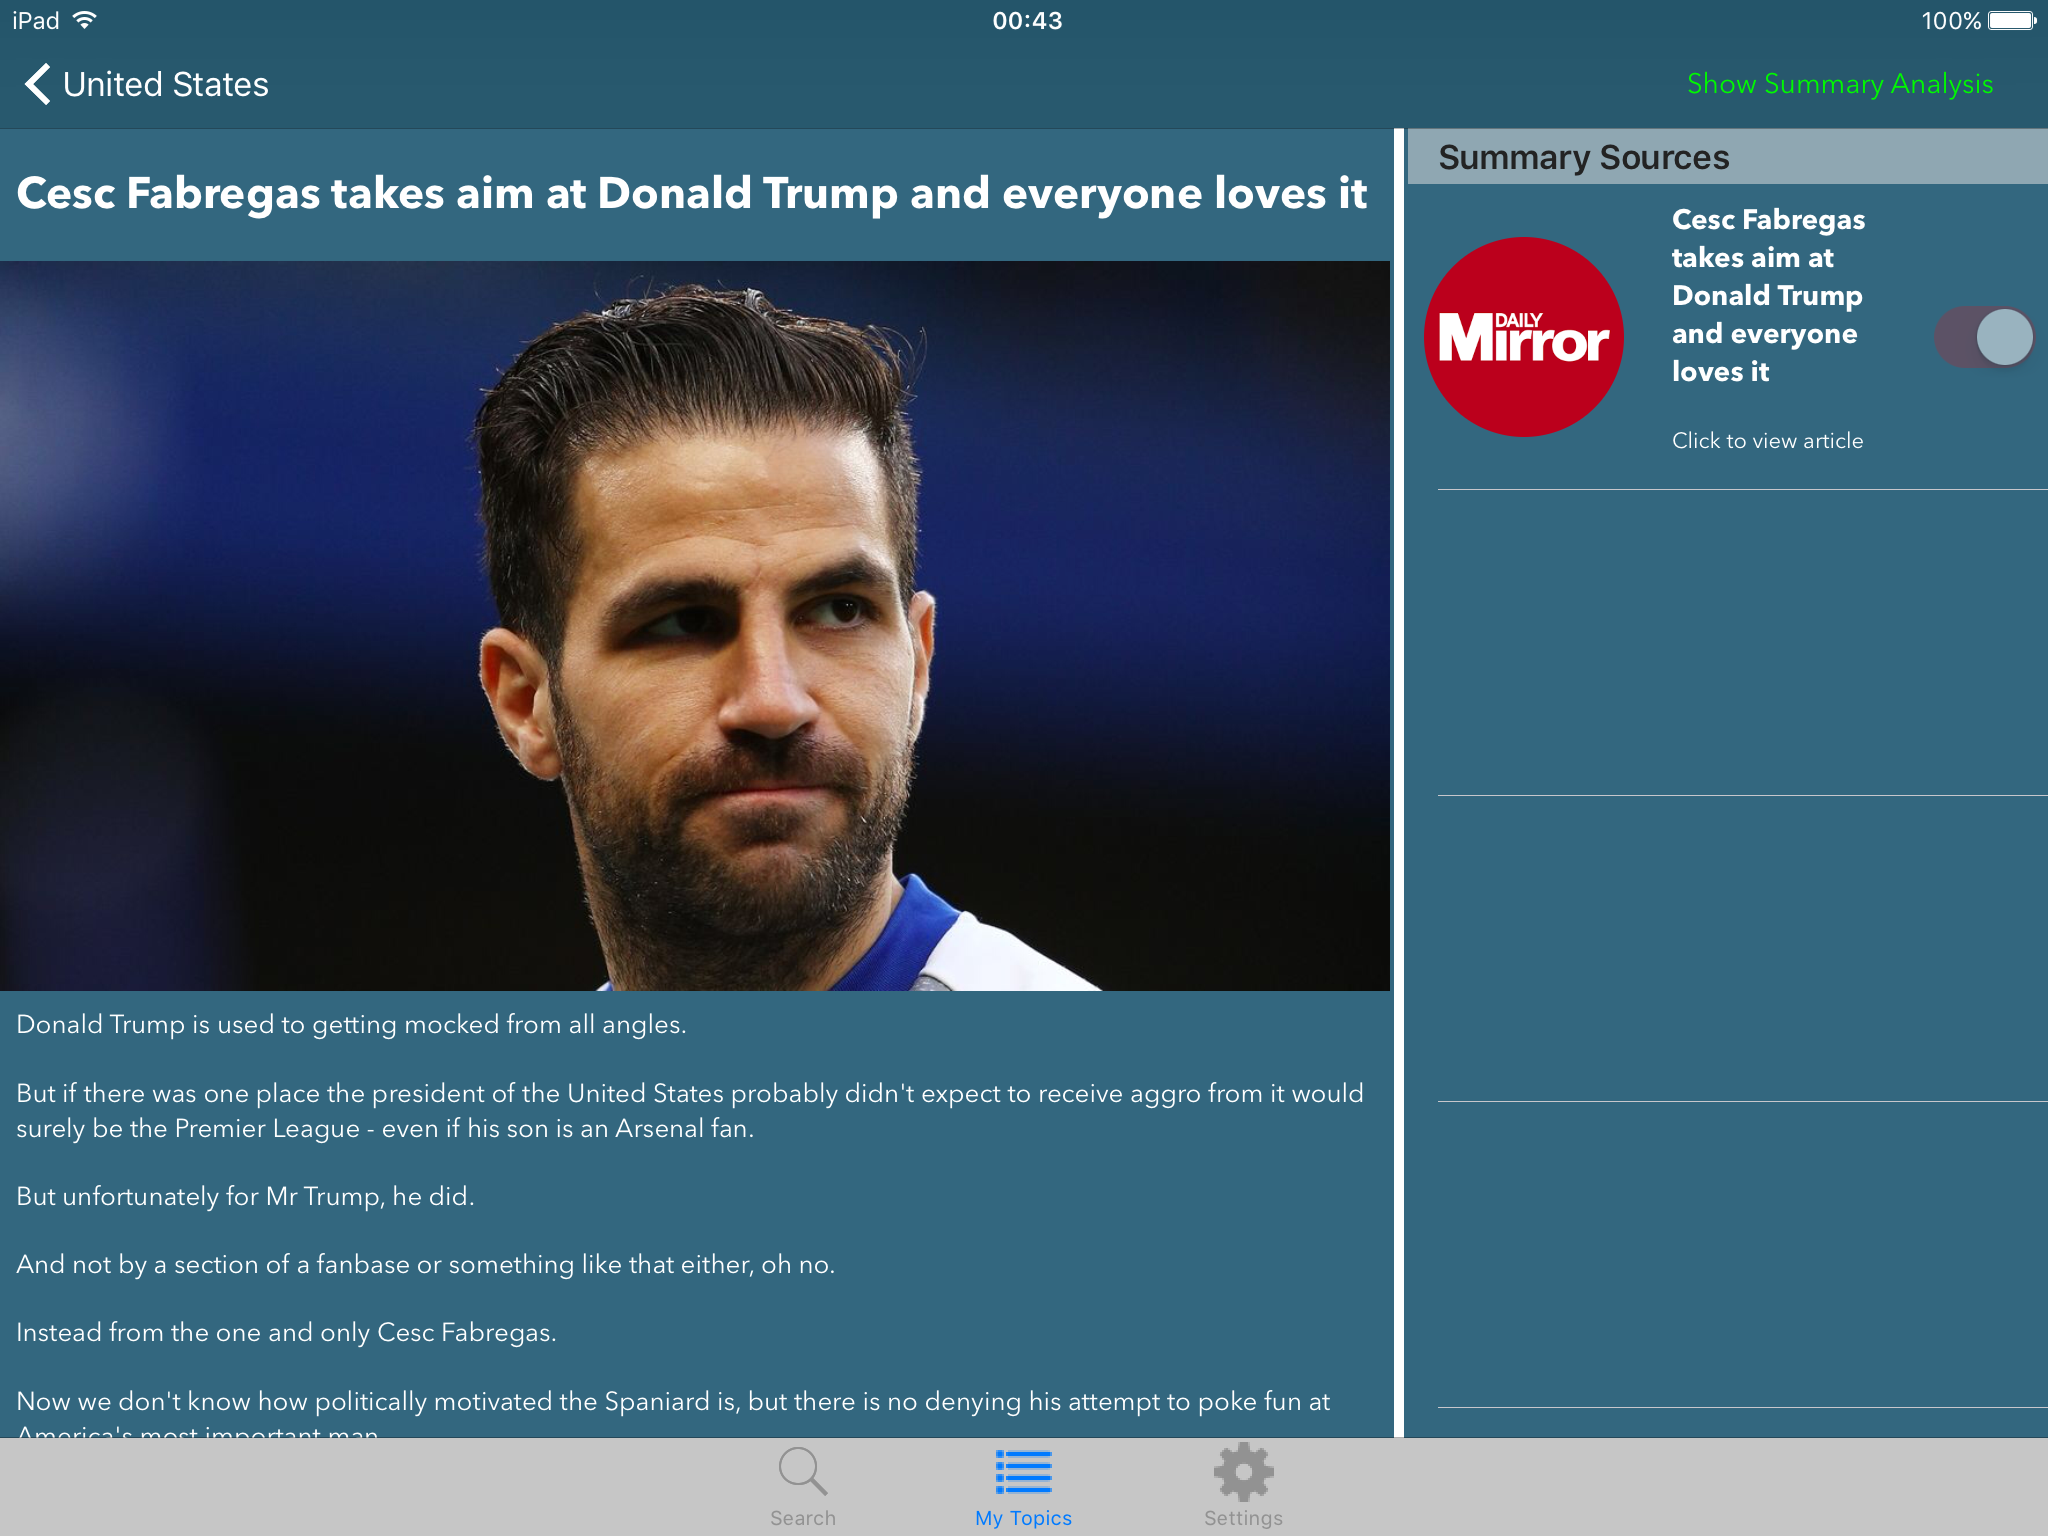 iPad
00:43
100%
United States
Show Summary Analysis
Cesc Fabregas takes aim at Donald Trump and everyone loves it
Donald Trump is used to getting mocked from all angles.
But if there was one place the president of the United States probably didn't expect to receive aggro from it would
surely be the Premier League - even if his son is an Arsenal fan.
But unfortunately for Mr Trump, he did.
And not by a section of a fanbase or something like that either, oh no.
Instead from the one and only Cesc Fabregas.
Now we don't know how politically motivated the Spaniard is, but there is no denying his attempt to poke fun at
America's most important man
Summary Sources
DAILY
Mirror
Cesc Fabregas
takes aim at
Donald Trump
and everyone
loves it
Click to view article
Search
My Topics
Settings